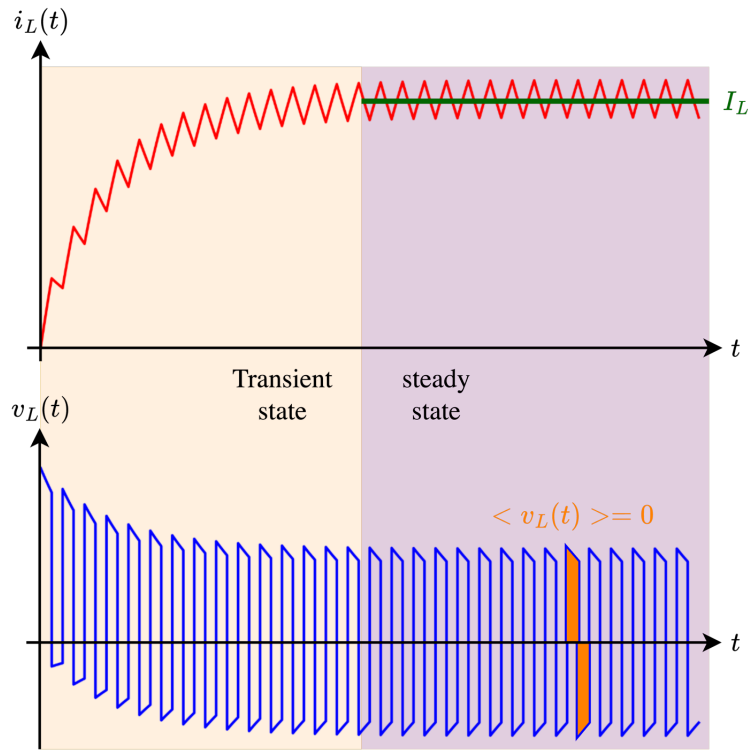 i_L(t)
I_L
t
Transient
state
steady
state
v_L(t)
< v_L(t) >= 0
t